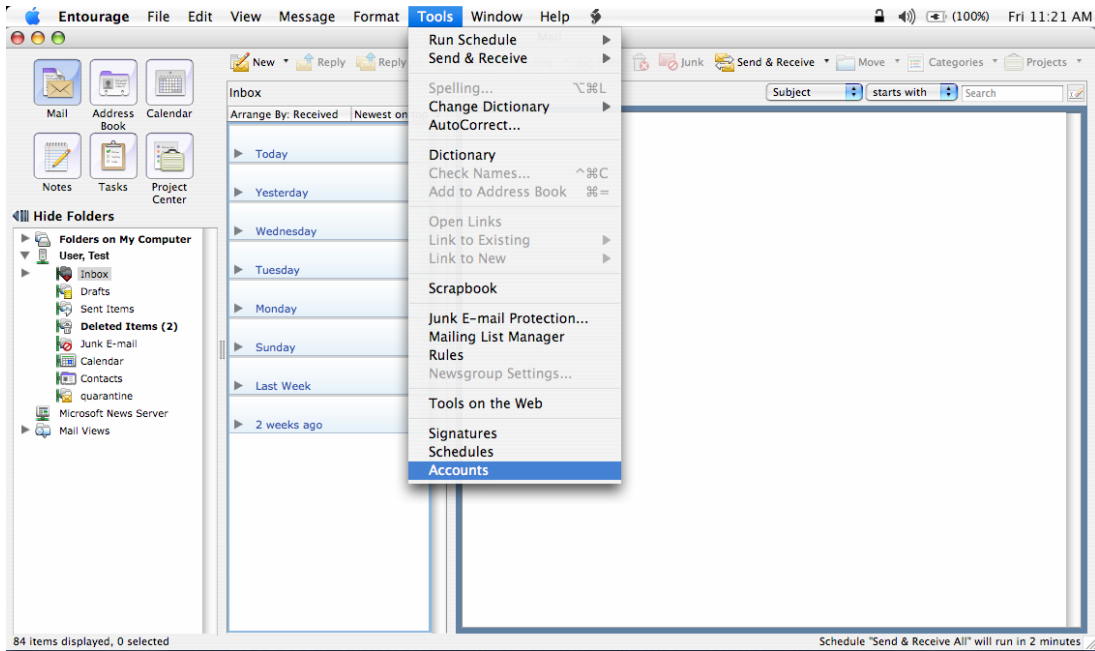 Entourage File Edit View Message Format Tools Window Help (100%) Fri 11:21 AM
New Reply Reply Junk Send & Receive Move Categories Projects
Mail Address Book Calendar
Notes Tasks Project Center
Hide Folders
Folders on My Computer
User, Test
Inbox
Drafts
Sent Items
Deleted Items (2)
Junk E-mail
Calendar
Contacts
quarantine
Microsoft News Server
Mail Views
Inbox
Subject starts with Search
Arrange By: Received Newest on
Today
Yesterday
Wednesday
Tuesday
Monday
Sunday
Last Week
2 weeks ago
Run Schedule
Send & Receive
Spelling... ⌥⌘L
Change Dictionary
AutoCorrect...
Dictionary
Check Names... ^⌘C
Add to Address Book ⌘=
Open Links
Link to Existing
Link to New
Scrapbook
Junk E-mail Protection...
Mailing List Manager
Rules
Newsgroup Settings...
Tools on the Web
Signatures
Schedules
Accounts
84 items displayed, 0 selected
Schedule "Send & Receive All" will run in 2 minutes